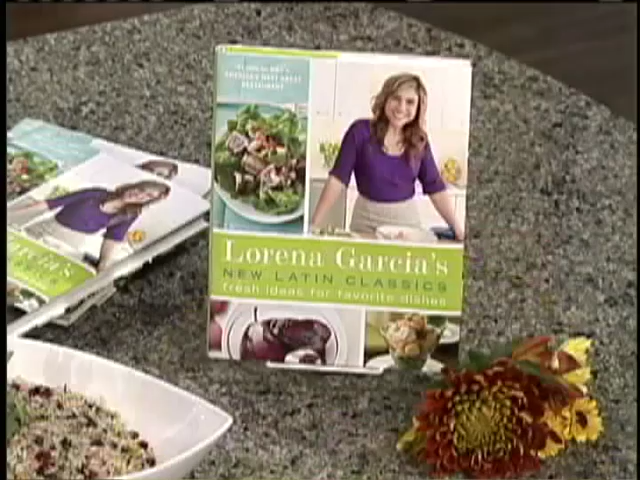 Lorena Garcia's
NEW LATIN CLASSICS
fresh ideas for favorite dishes